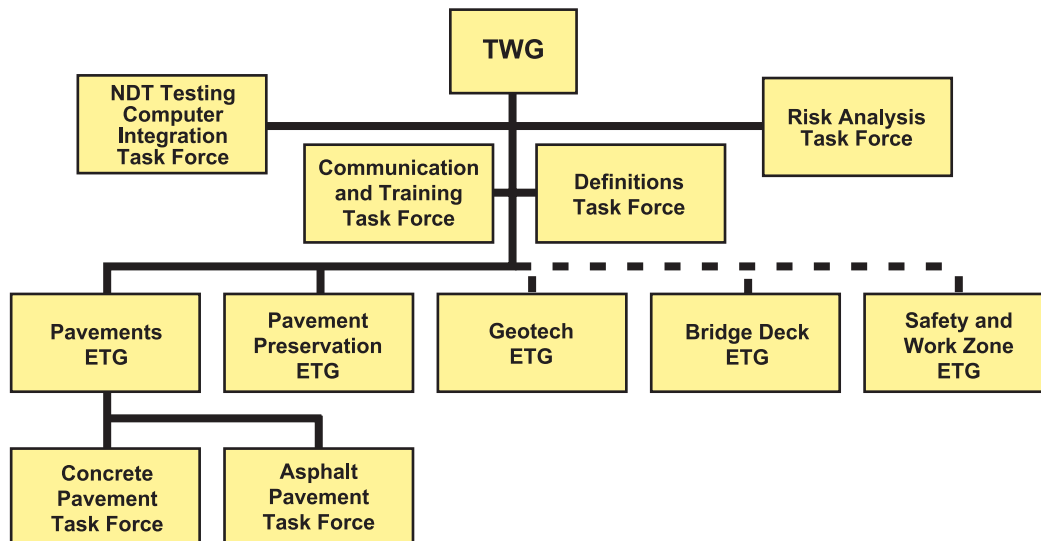 TWG
NDT Testing
Computer
Integration
Task Force
Risk Analysis
Task Force
Communication
and Training
Task Force
Definitions
Task Force
Pavements
ETG
Pavement
Preservation
ETG
Geotech
ETG
Bridge Deck
ETG
Safety and
Work Zone
ETG
Concrete
Pavement
Task Force
Asphalt
Pavement
Task Force